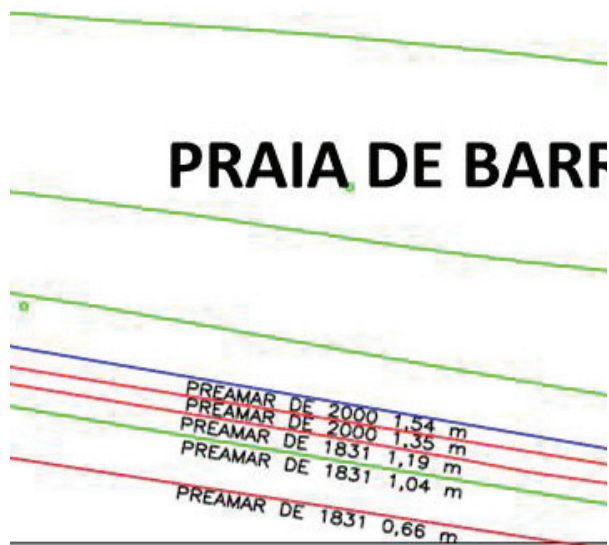 PRAIA DE BARR
PREAMAR DE 2000 1,54 m
PREAMAR DE 2000 1,35 m
PREAMAR DE 1831 1,19 m
PREAMAR DE 1831 1,04 m
PREAMAR DE 1831 0,66 m